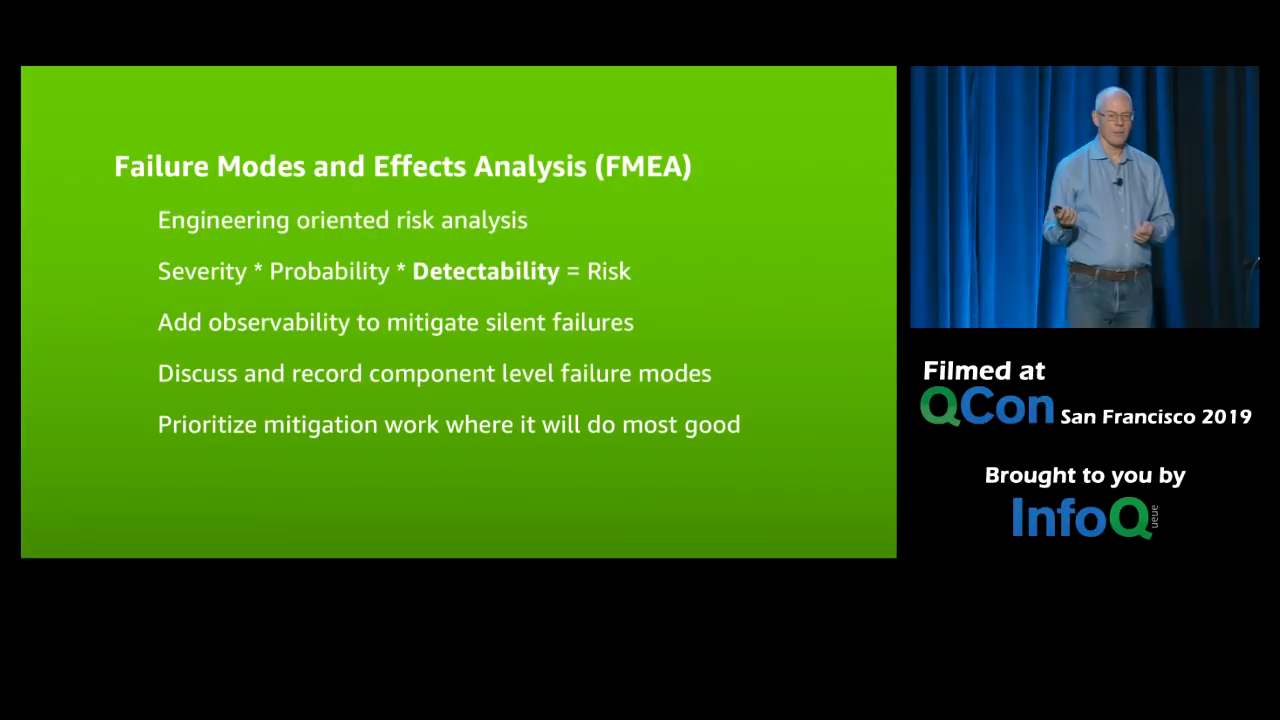 Failure Modes and Effects Analysis (FMEA)
Engineering oriented risk analysis
Severity * Probability * Detectability = Risk
Add observability to mitigate silent failures
Discuss and record component level failure modes
Prioritize mitigation work where it will do most good
Filmed at
QCon San Francisco 2019
Brought to you by
InfoQueue